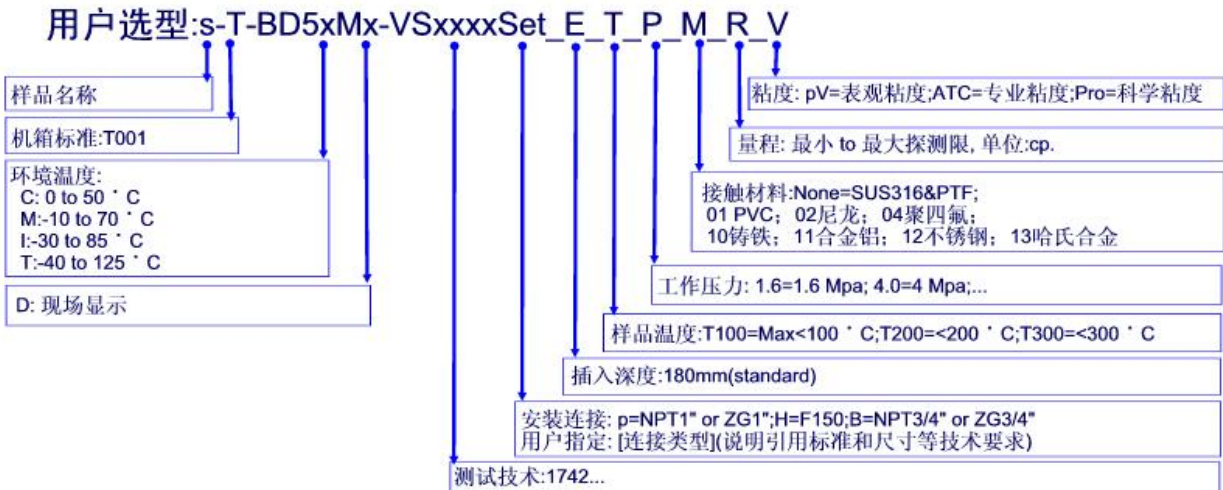 用户选型:s-T-BD5xMx-VSxxxxSet_E_T_P_M_R_V
样品名称
机箱标准:T001
环境温度:
C: 0 to 50 ˙ C
M:-10 to 70 ˙ C
I:-30 to 85 ˙ C
T:-40 to 125 ˙ C
D: 现场显示
粘度: pV=表观粘度;ATC=专业粘度;Pro=科学粘度
量程: 最小 to 最大探测限, 单位:cp.
接触材料:None=SUS316&PTF;
01 PVC；02尼龙；04聚四氟；
10铸铁；11合金铝；12不锈钢；13哈氏合金
工作压力: 1.6=1.6 Mpa; 4.0=4 Mpa;...
样品温度:T100=Max<100 ˙ C;T200=<200 ˙ C;T300=<300 ˙ C
插入深度:180mm(standard)
安装连接: p=NPT1" or ZG1";H=F150;B=NPT3/4" or ZG3/4"
用户指定: [连接类型](说明引用标准和尺寸等技术要求)
测试技术:1742...